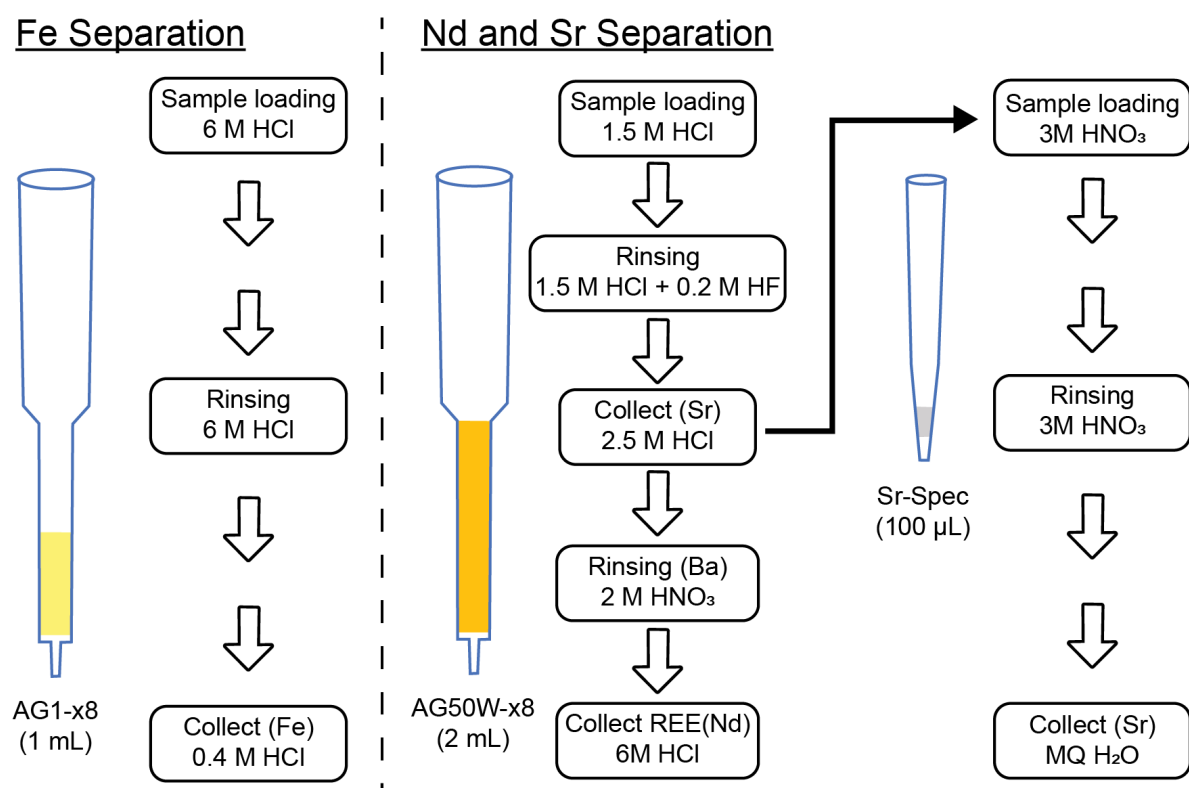 Fe Separation
Sample loading
6 M HCl
Rinsing
6 M HCl
Collect (Fe)
0.4 M HCl
AG1-x8
(1 mL)
Nd and Sr Separation
Sample loading
1.5 M HCl
Rinsing
1.5 M HCl + 0.2 M HF
Collect (Sr)
2.5 M HCl
Rinsing (Ba)
2 M HNO₃
Collect REE(Nd)
6M HCl
AG50W-x8
(2 mL)
Sample loading
3M HNO₃
Rinsing
3M HNO₃
Collect (Sr)
MQ H₂O
Sr-Spec
(100 µL)